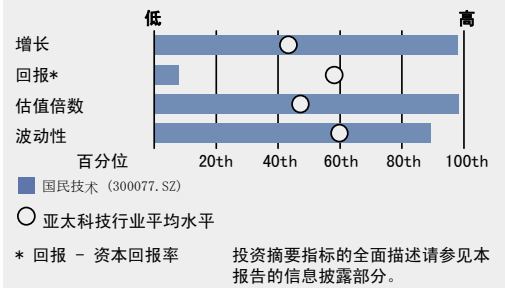 低 高
增长
回报*
估值倍数
波动性
百分位 20th 40th 60th 80th 100th
国民技术 (300077.SZ)
亚太科技行业平均水平
* 回报 - 资本回报率 投资摘要指标的全面描述请参见本
报告的信息披露部分。